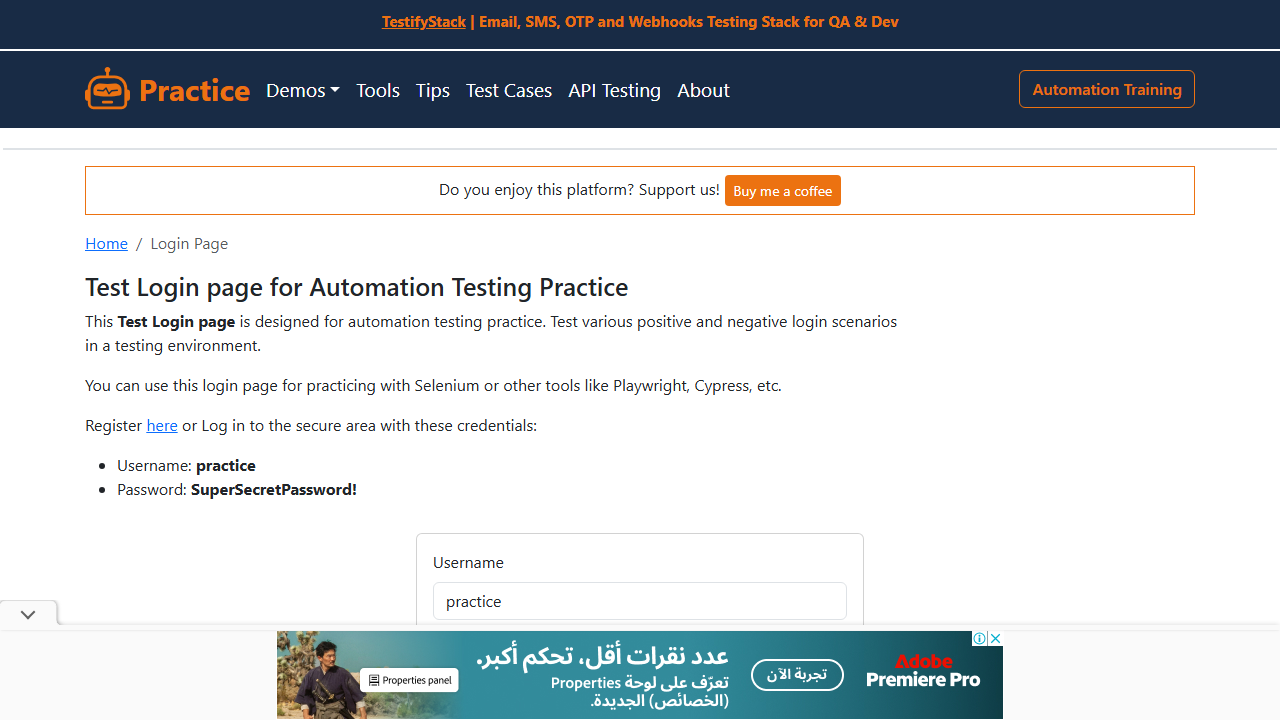 TestifyStack | Email, SMS, OTP and Webhooks Testing Stack for QA & Dev
Practice
Demos
Tools
Tips
Test Cases
API Testing
About
Automation Training
Do you enjoy this platform? Support us! Buy me a coffee
Home / Login Page
Test Login page for Automation Testing Practice
This Test Login page is designed for automation testing practice. Test various positive and negative login scenarios
in a testing environment.
You can use this login page for practicing with Selenium or other tools like Playwright, Cypress, etc.
Register here or Log in to the secure area with these credentials:
Username: practice
Password: SuperSecretPassword!
Username
practice
Properties panel
عدد نقرات أقل، تحكم أكبر.
تعرّف على لوحة Properties
(الخصائص) الجديدة.
تجربة الآن
Adobe
Premiere Pro